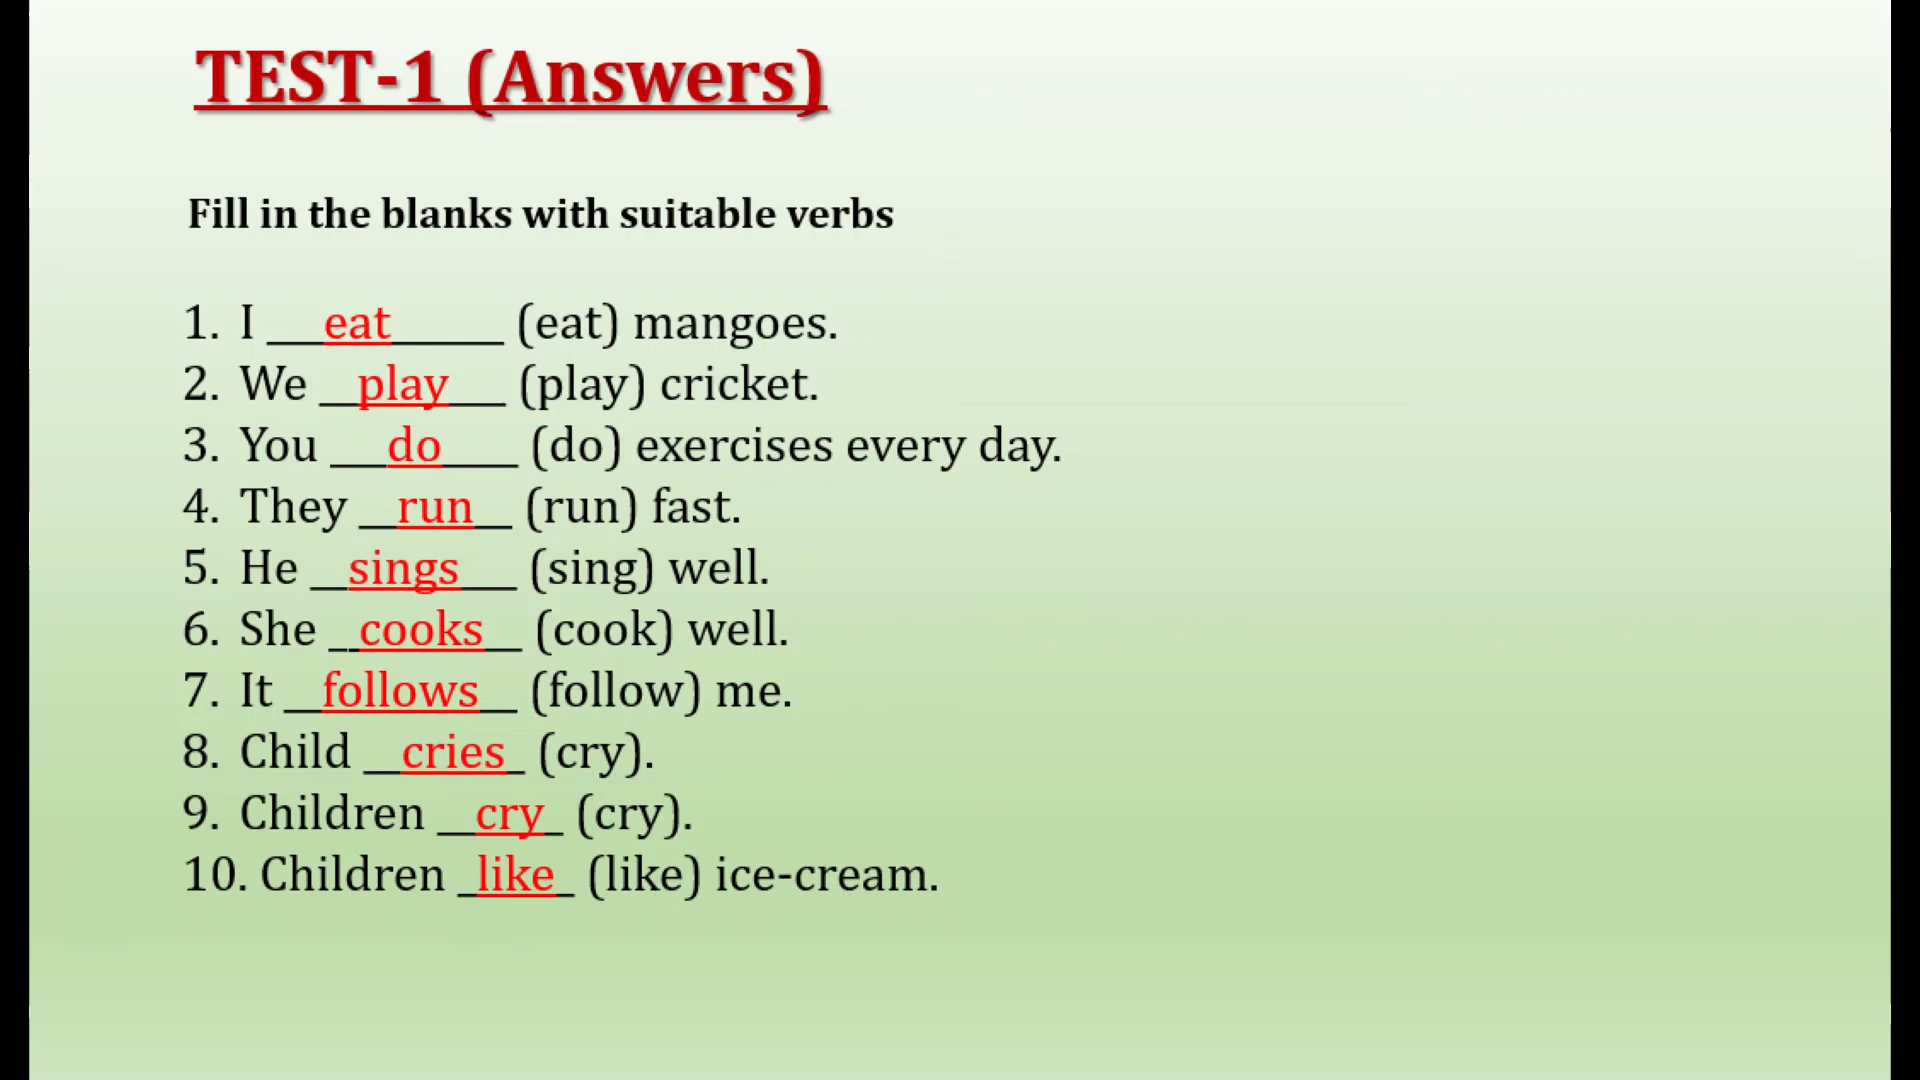 TEST-1 (Answers)
Fill in the blanks with suitable verbs
1. I ___eat______ (eat) mangoes.
2. We __play___ (play) cricket.
3. You ___do____ (do) exercises every day.
4. They __run__ (run) fast.
5. He __sings___ (sing) well.
6. She __cooks__ (cook) well.
7. It __follows__ (follow) me.
8. Child __cries_ (cry).
9. Children __cry_ (cry).
10. Children _like_ (like) ice-cream.